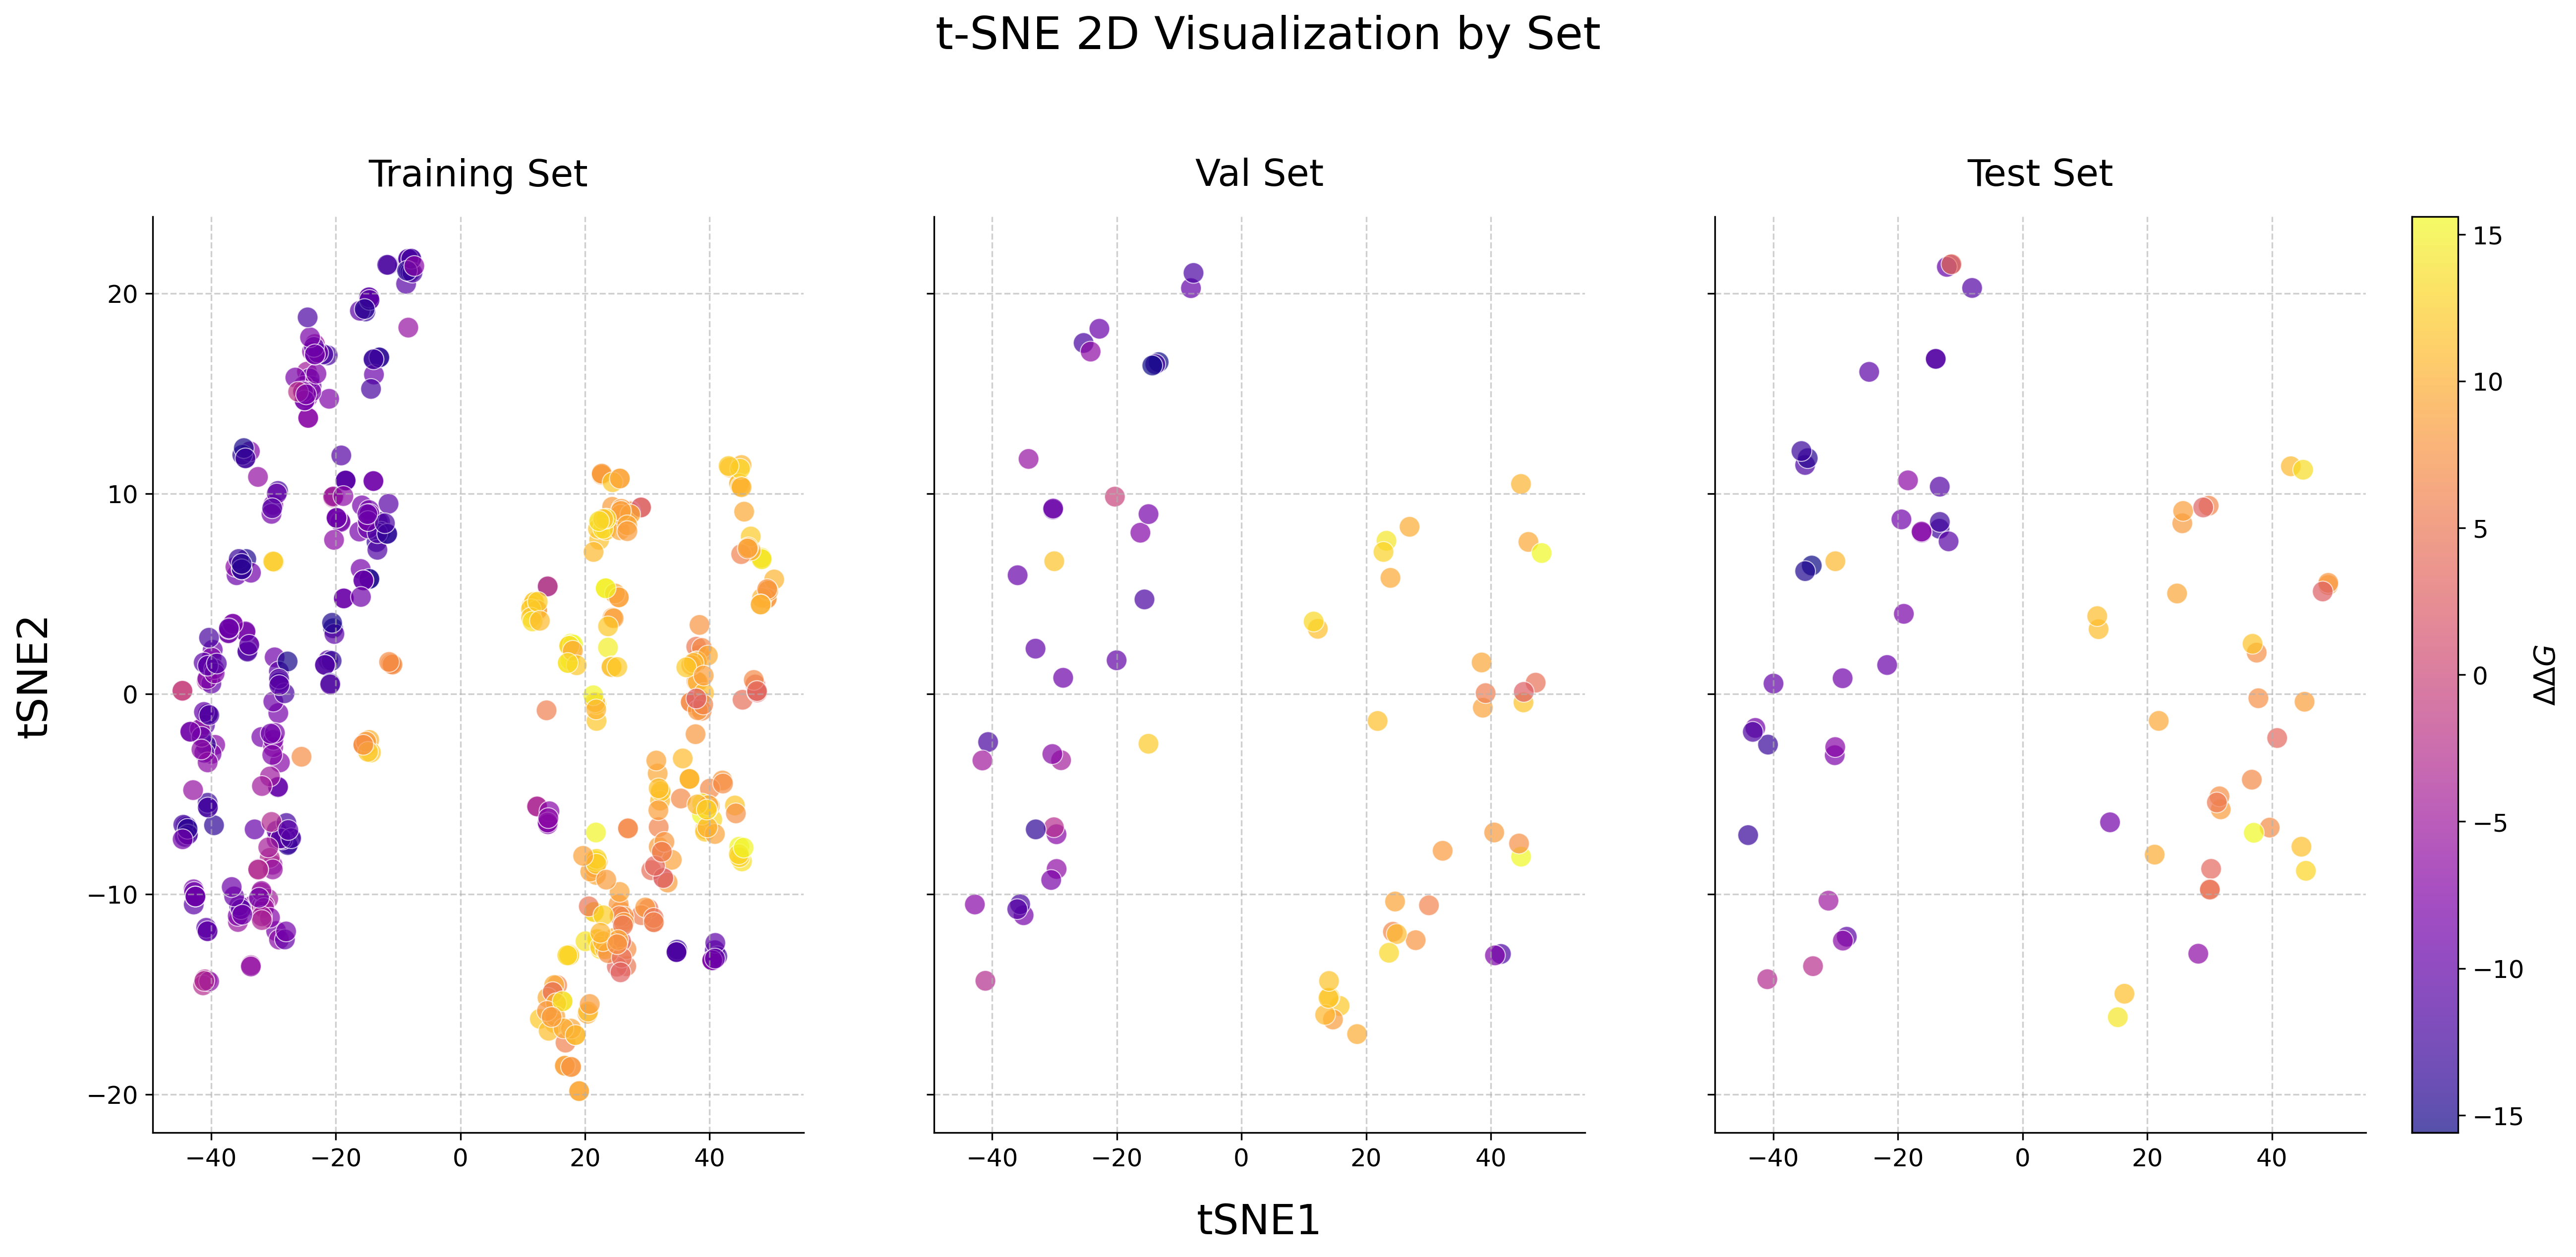 t-SNE 2D Visualization by Set
Training Set
Val Set
Test Set
20
10
0
−10
−20
tSNE2
−40 −20 0 20 40
−40 −20 0 20 40
−40 −20 0 20 40
tSNE1
15
10
5
0
−5
−10
−15
ΔΔG